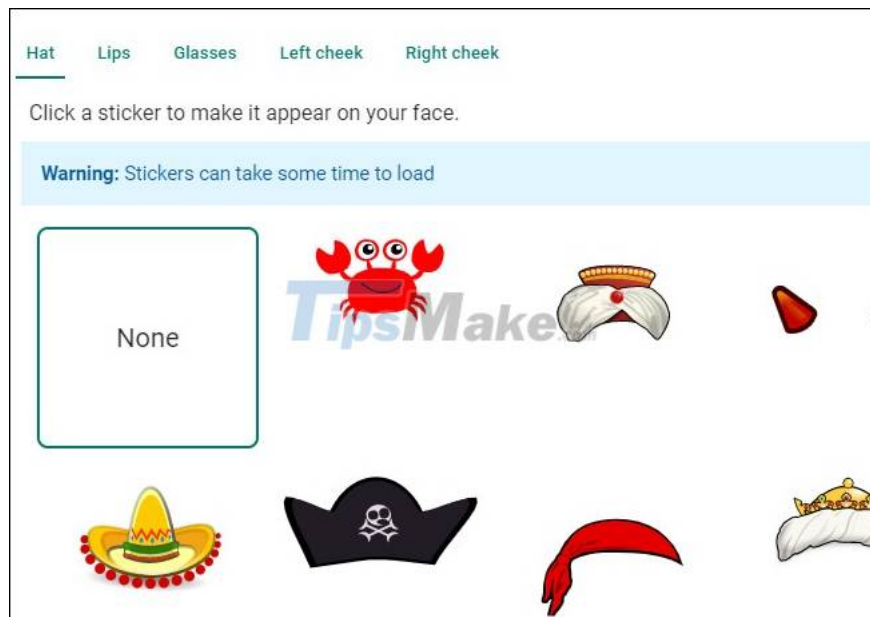 Hat Lips Glasses Left cheek Right cheek
Click a sticker to make it appear on your face.
Warning: Stickers can take some time to load
None
TipsMake.com